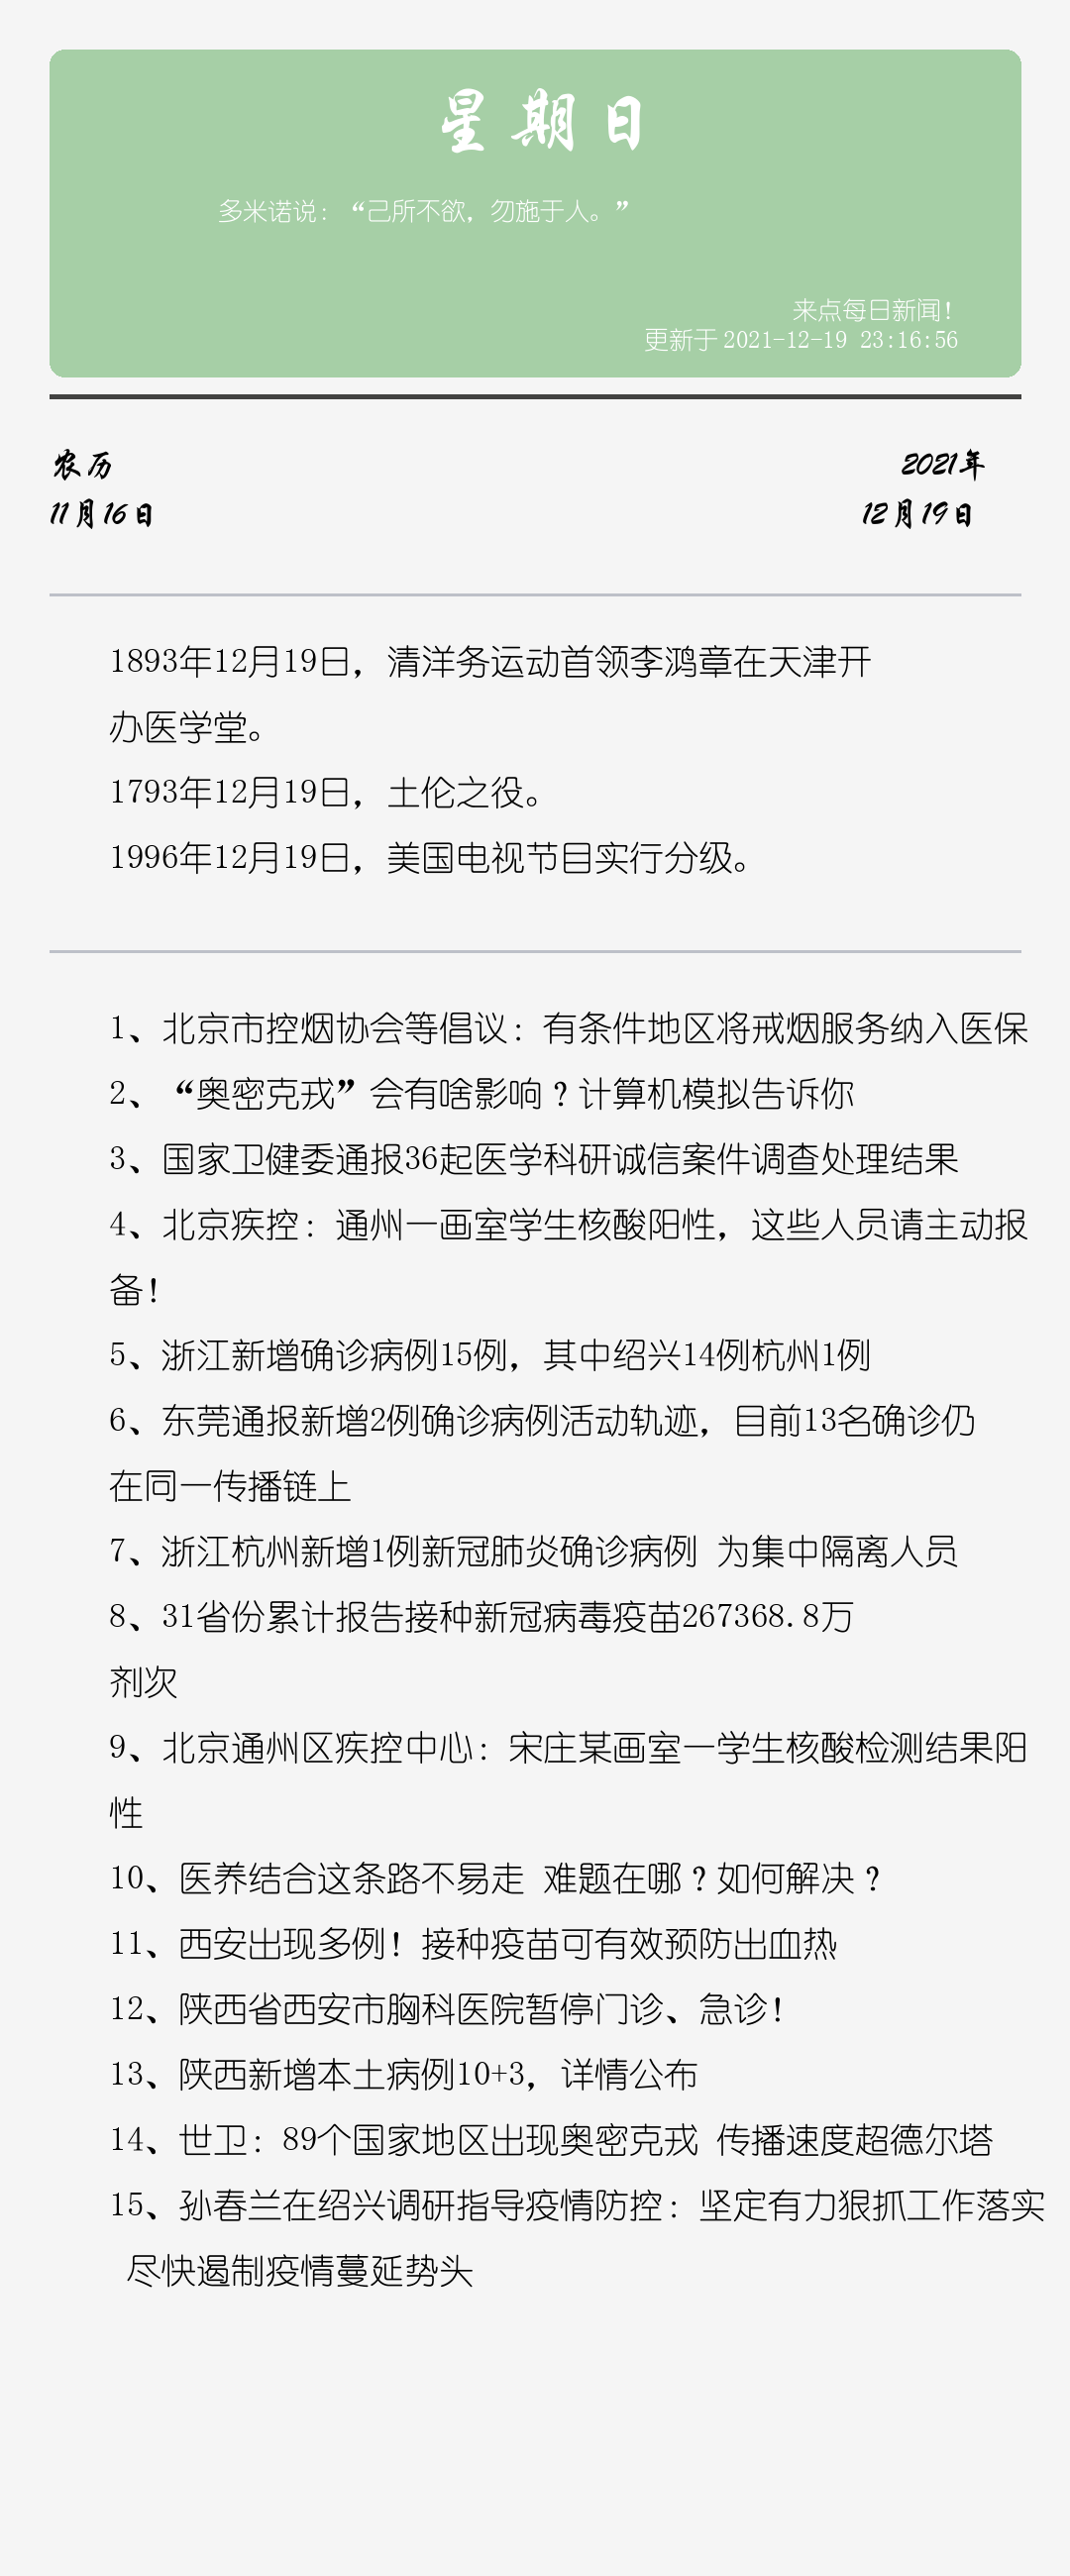 星期日
多米诺说：“己所不欲，勿施于人。”
来点每日新闻！
更新于2021-12-19 23:16:56
农历
2021年
11月16日
12月19日
1893年12月19日，清洋务运动首领李鸿章在天津开
办医学堂。
1793年12月19日，土伦之役。
1996年12月19日，美国电视节目实行分级。
1、北京市控烟协会等倡议：有条件地区将戒烟服务纳入医保
2、“奥密克戎”会有啥影响？计算机模拟告诉你
3、国家卫健委通报36起医学科研诚信案件调查处理结果
4、北京疾控：通州一画室学生核酸阳性，这些人员请主动报
备！
5、浙江新增确诊病例15例，其中绍兴14例杭州1例
6、东莞通报新增2例确诊病例活动轨迹，目前13名确诊仍
在同一传播链上
7、浙江杭州新增1例新冠肺炎确诊病例 为集中隔离人员
8、31省份累计报告接种新冠病毒疫苗267368.8万
剂次
9、北京通州区疾控中心：宋庄某画室一学生核酸检测结果阳
性
10、医养结合这条路不易走 难题在哪？如何解决？
11、西安出现多例！接种疫苗可有效预防出血热
12、陕西省西安市胸科医院暂停门诊、急诊！
13、陕西新增本土病例10+3，详情公布
14、世卫：89个国家地区出现奥密克戎 传播速度超德尔塔
15、孙春兰在绍兴调研指导疫情防控：坚定有力狠抓工作落实
尽快遏制疫情蔓延势头